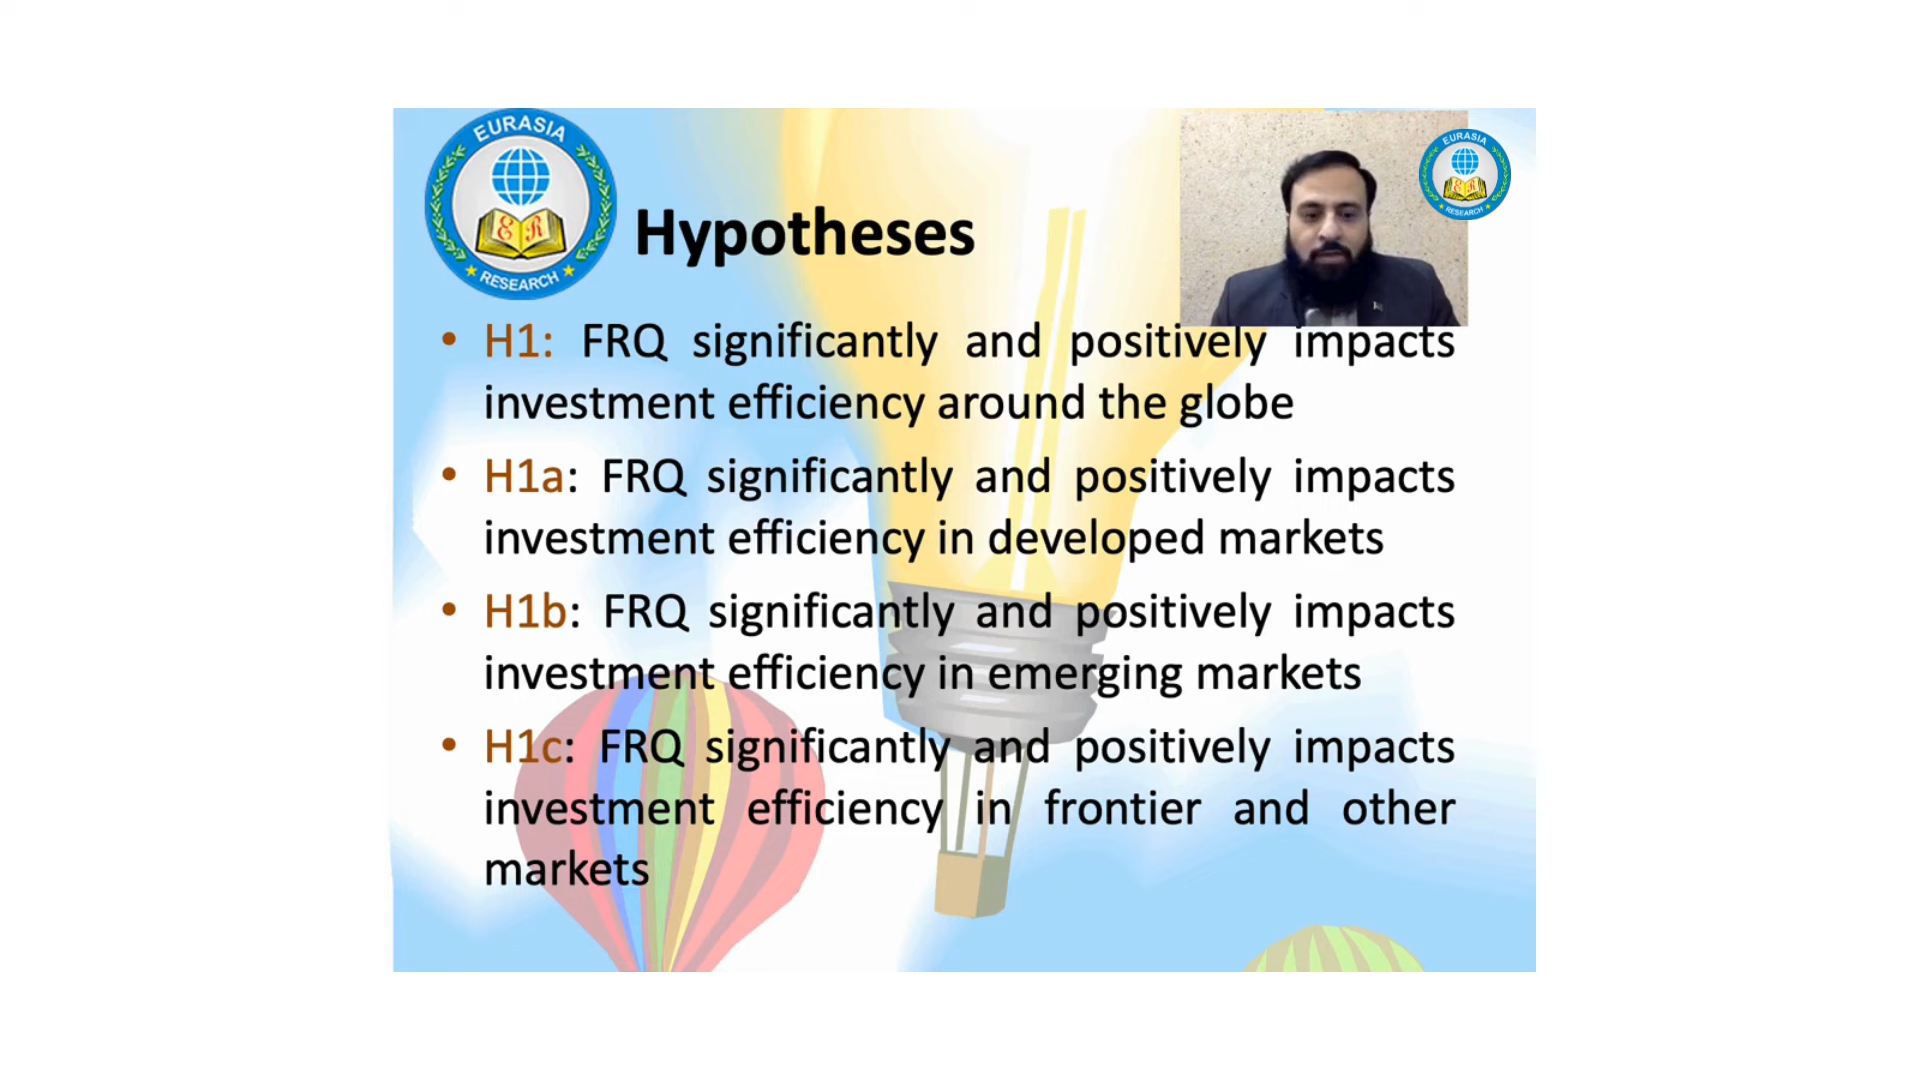 EURASIA
RESEARCH
E R
EURASIA
RESEARCH
E R
Hypotheses
• H1: FRQ significantly and positively impacts
investment efficiency around the globe
• H1a: FRQ significantly and positively impacts
investment efficiency in developed markets
• H1b: FRQ significantly and positively impacts
investment efficiency in emerging markets
• H1c: FRQ significantly and positively impacts
investment efficiency in frontier and other
markets